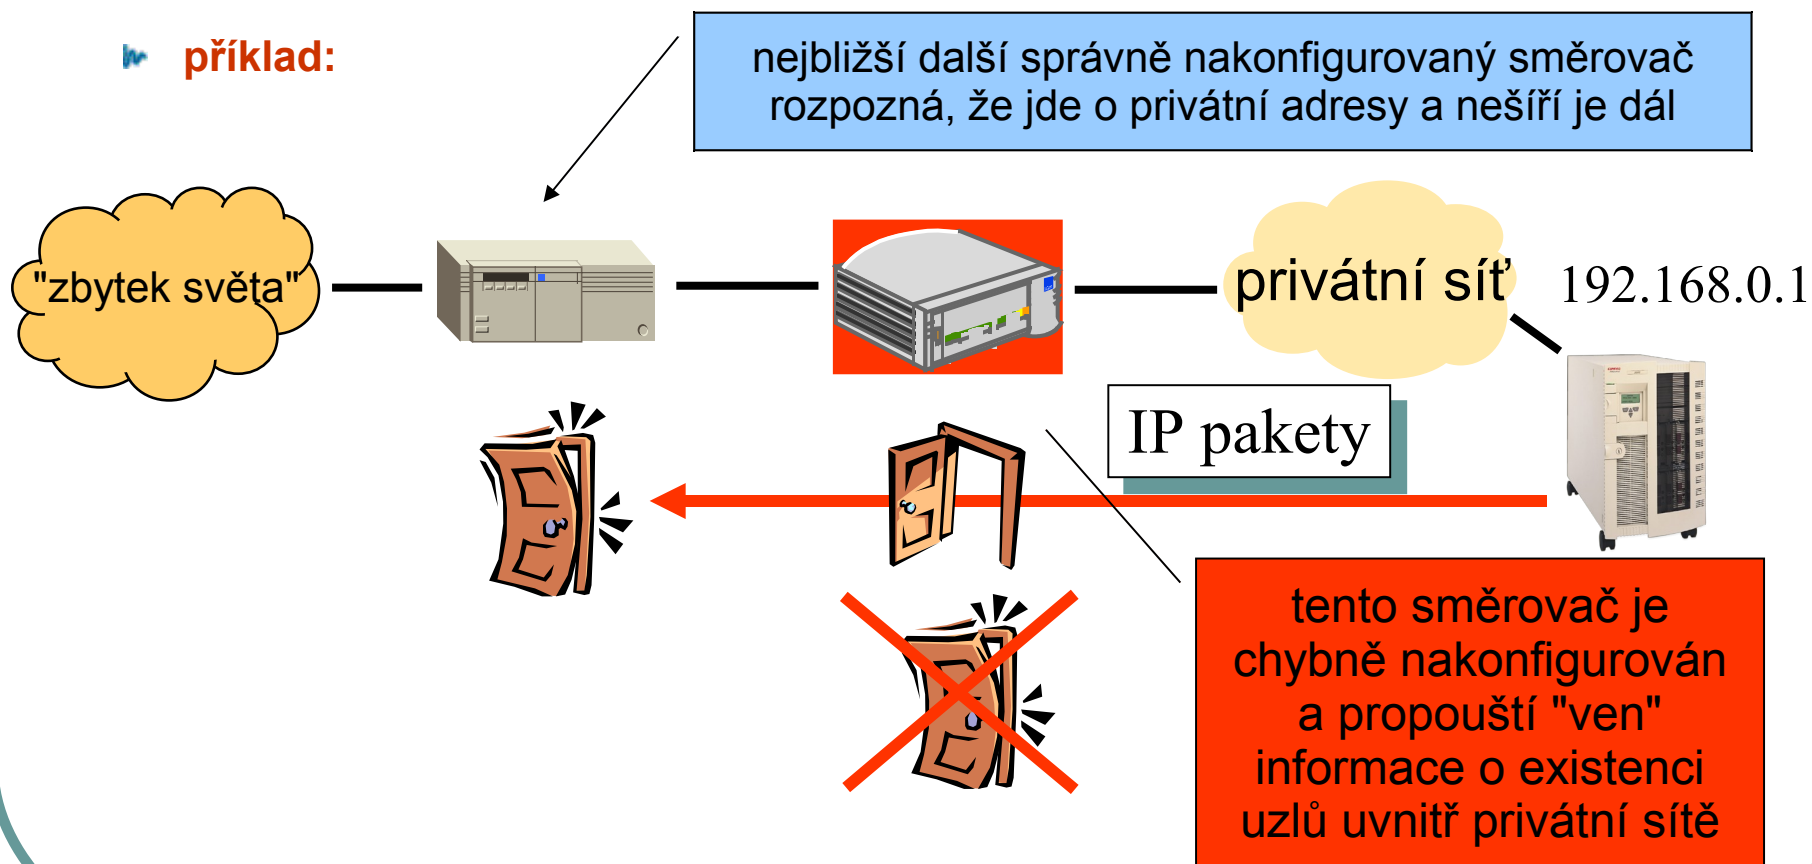 příklad:
nejbližší další správně nakonfigurovaný směrovač
rozpozná, že jde o privátní adresy a nešíří je dál
"zbytek světa"
privátní síť
192.168.0.1
IP pakety
tento směrovač je
chybně nakonfigurován
a propouští "ven"
informace o existenci
uzlů uvnitř privátní sítě